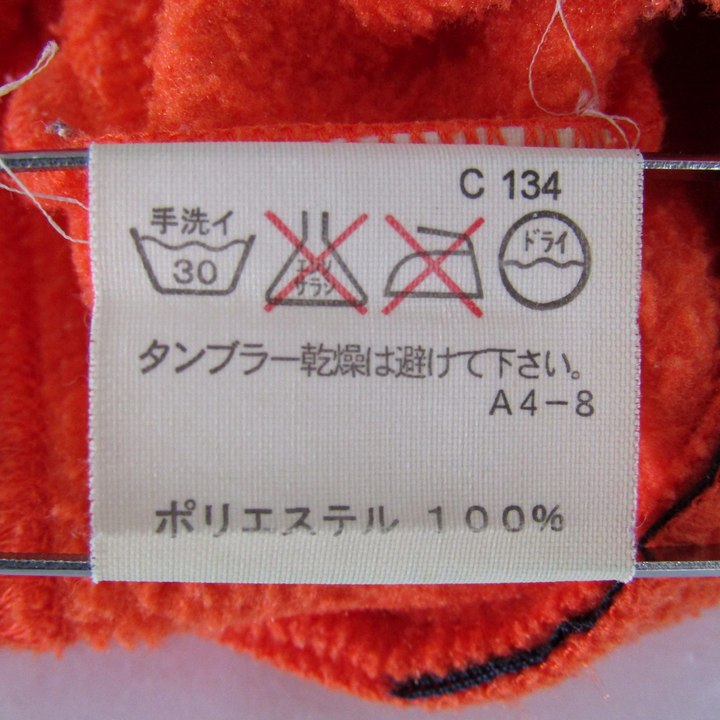 C 134
手洗イ
30
エンソ
サラシ
ドライ
タンブラー乾燥は避けて下さい。
A4-8
ポリエステル 100%